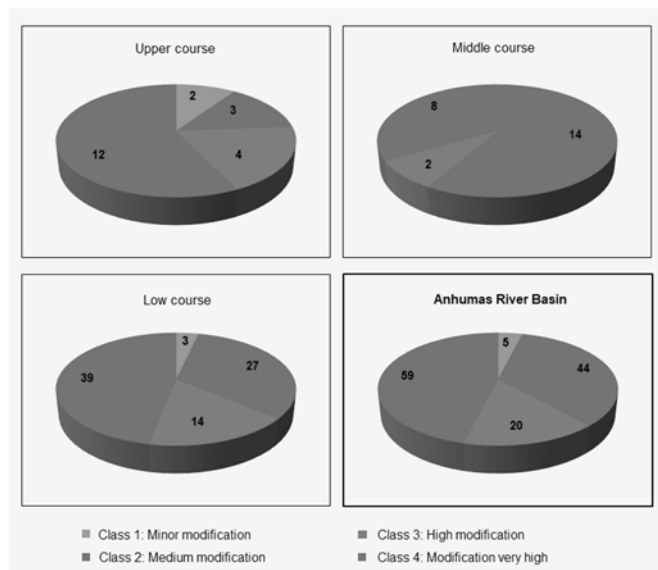 Upper course
2
3
12
4
Middle course
8
14
2
Low course
3
27
39
14
Anhumas River Basin
5
44
59
20
Class 1: Minor modification
Class 3: High modification
Class 2: Medium modification
Class 4: Modification very high